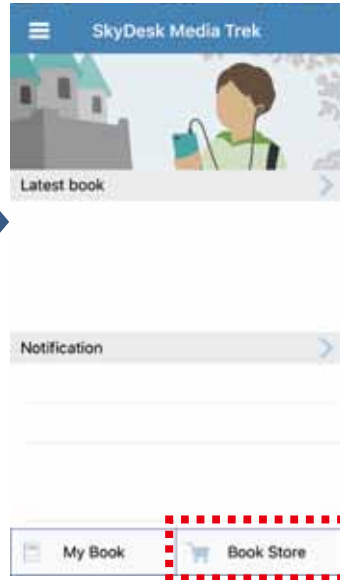 SkyDesk Media Trek
Latest book
Notification
My Book
Book Store